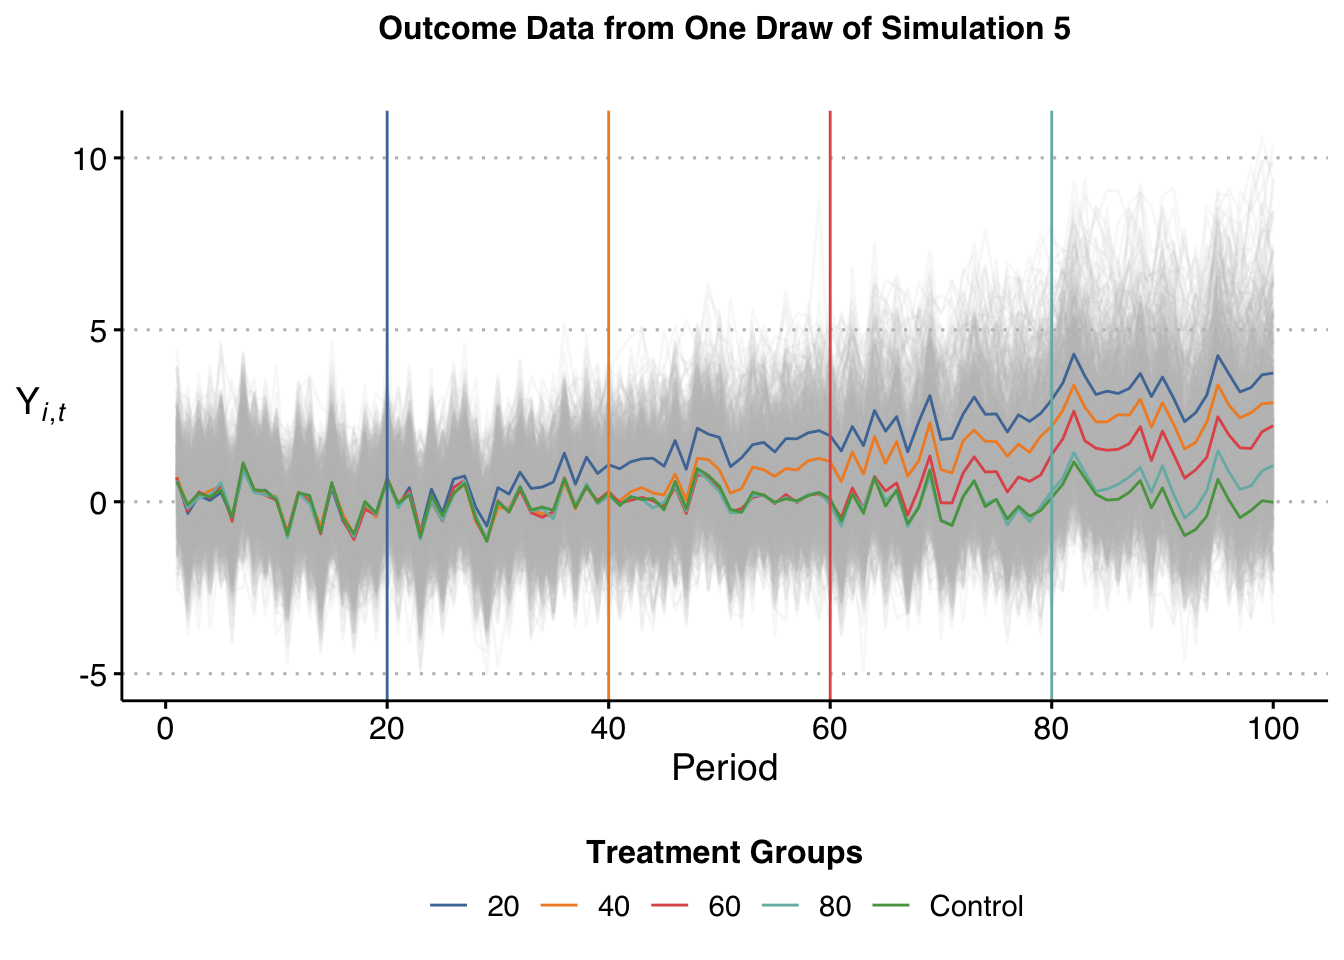 Outcome Data from One Draw of Simulation 5
10
5
0
-5
Y i,t
0 20 40 60 80 100
Period
Treatment Groups
20 40 60 80 Control